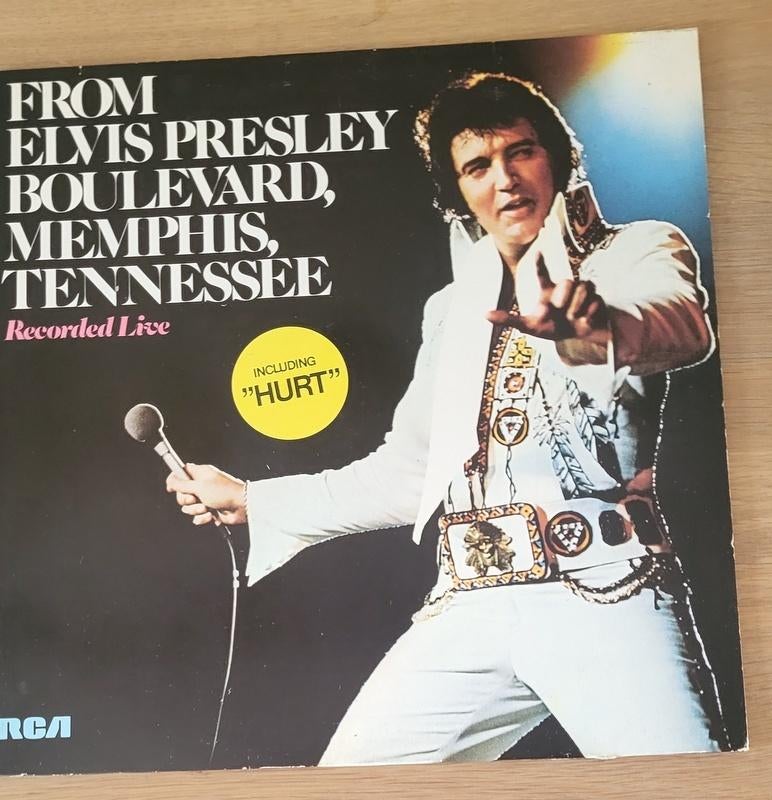 FROM
ELVIS PRESLEY
BOULEVARD,
MEMPHIS,
TENNESSEE
Recorded Live
INCLUDING
”HURT”
RCA